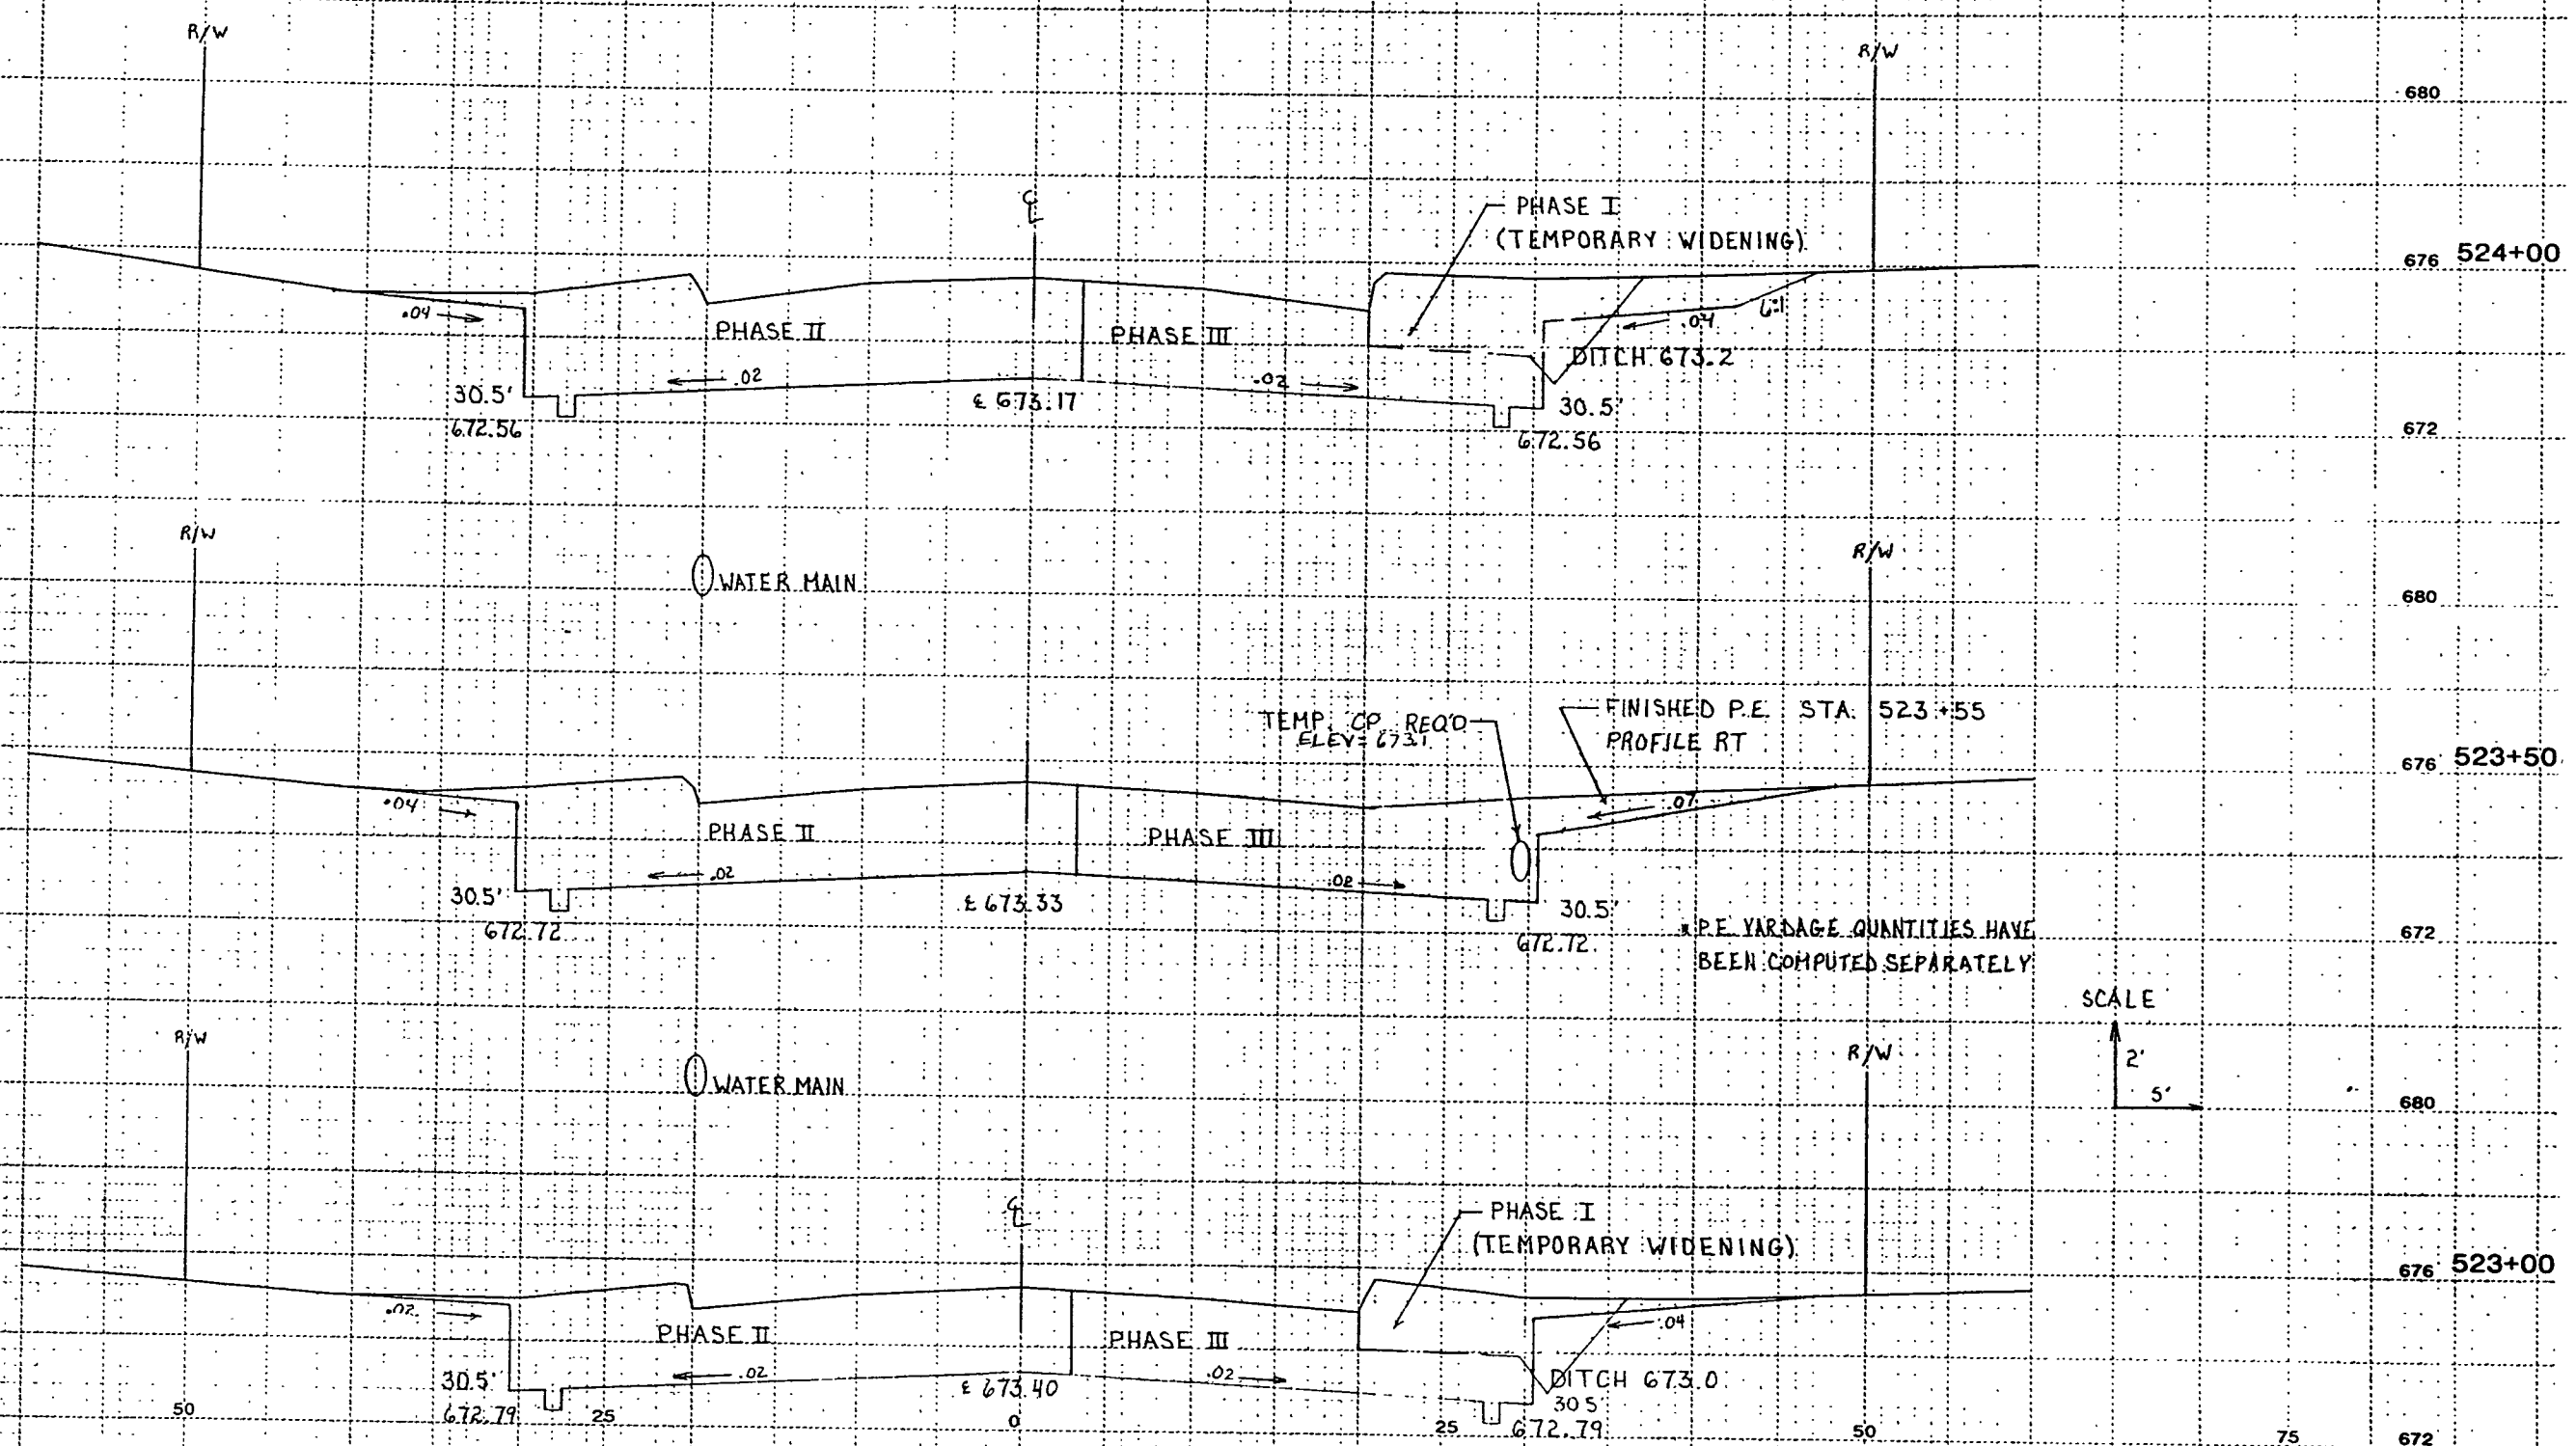 R/W
R/W
680
℄
PHASE I
(TEMPORARY WIDENING)
676 524+00
.04
PHASE II
PHASE III
.04
6:1
DITCH 673.2
.02
.02
30.5'
℄ 673.17
30.5'
672.56
672.56
672
R/W
R/W
WATER MAIN
680
TEMP. CP. REQ'D
ELEV= 673.1
FINISHED P.E. STA. 523+55
PROFILE RT
676 523+50
.04
.07
PHASE II
PHASE III
.02
.02
30.5'
℄ 673.33
30.5'
672.72
672.72
* P.E. YARDAGE QUANTITIES HAVE
BEEN COMPUTED SEPARATELY
672
SCALE
2'
5'
R/W
R/W
WATER MAIN
680
℄
PHASE I
(TEMPORARY WIDENING)
676 523+00
.02
.04
PHASE II
PHASE III
.02
.02
30.5'
℄ 673.40
DITCH 673.0
30.5
672.79
672.79
50 25 0 25 50 75
672